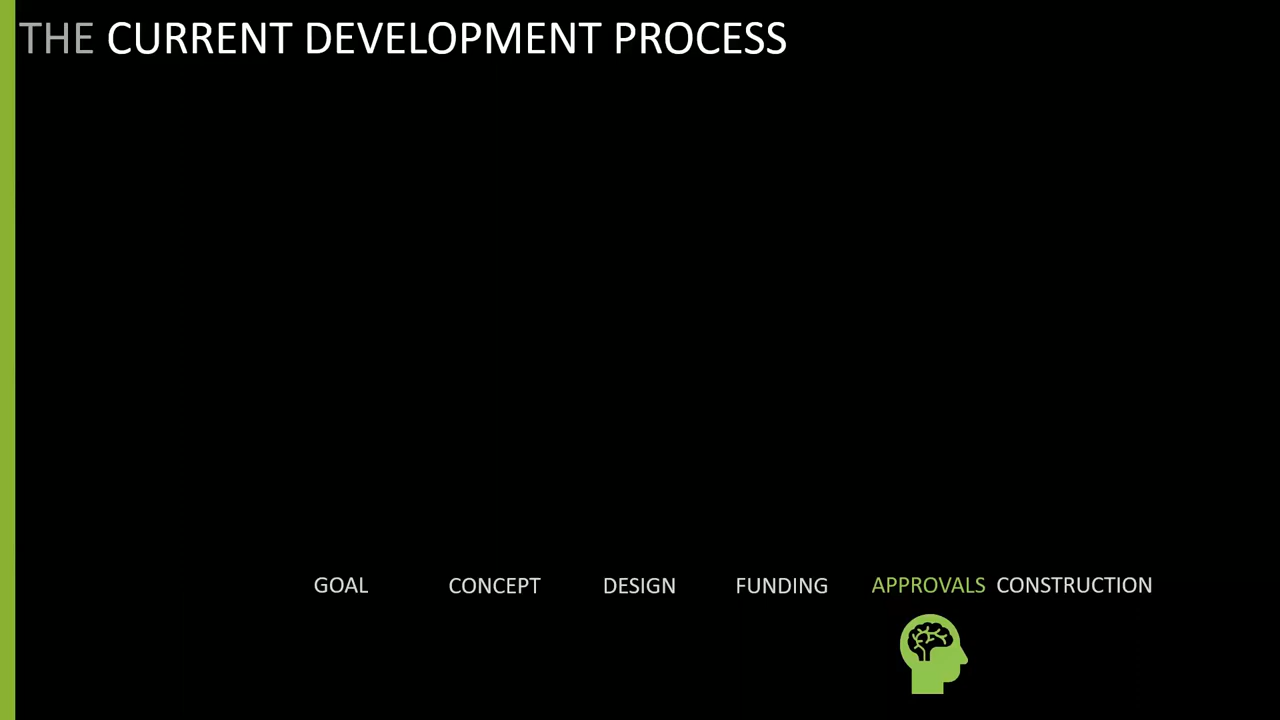 THE CURRENT DEVELOPMENT PROCESS
GOAL CONCEPT DESIGN FUNDING APPROVALS CONSTRUCTION